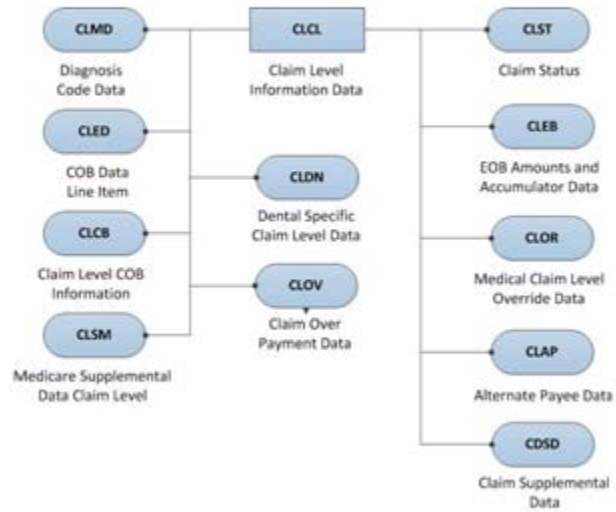 CLMD
Diagnosis
Code Data
CLED
COB Data
Line Item
CLCB
Claim Level COB
Information
CLSM
Medicare Supplemental
Data Claim Level
CLCL
Claim Level
Information Data
CLDN
Dental Specific
Claim Level Data
CLOV
Claim Over
Payment Data
CLST
Claim Status
CLEB
EOB Amounts and
Accumulator Data
CLOR
Medical Claim Level
Override Data
CLAP
Alternate Payee Data
CDSD
Claim Supplemental
Data